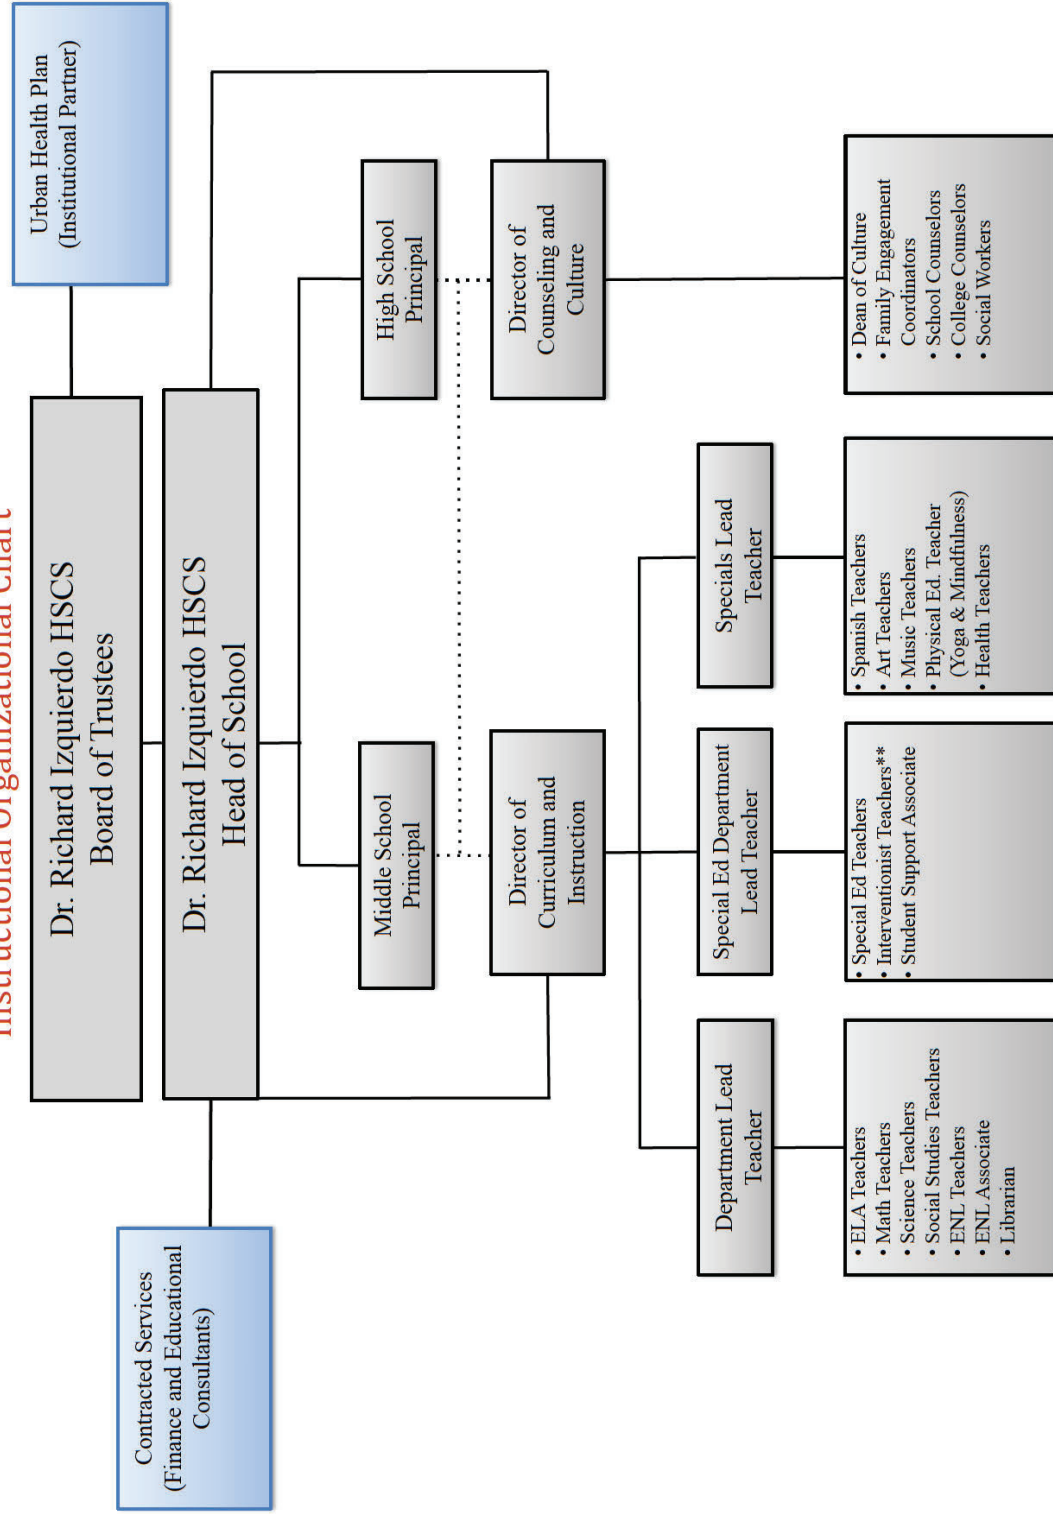 Instructional Organizational Chart
Urban Health Plan
(Institutional Partner)
Dr. Richard Izquierdo HSCS
Board of Trustees
Contracted Services
(Finance and Educational
Consultants)
Dr. Richard Izquierdo HSCS
Head of School
Middle School
Principal
High School
Principal
Director of
Curriculum and
Instruction
Director of
Counseling and
Culture
Department Lead
Teacher
Special Ed Department
Lead Teacher
Specials Lead
Teacher
• ELA Teachers
• Math Teachers
• Science Teachers
• Social Studies Teachers
• ENL Teachers
• ENL Associate
• Librarian
• Special Ed Teachers
• Interventionist Teachers**
• Student Support Associate
• Spanish Teachers
• Art Teachers
• Music Teachers
• Physical Ed. Teacher
(Yoga & Mindfulness)
• Health Teachers
• Dean of Culture
• Family Engagement
Coordinators
• School Counselors
• College Counselors
• Social Workers